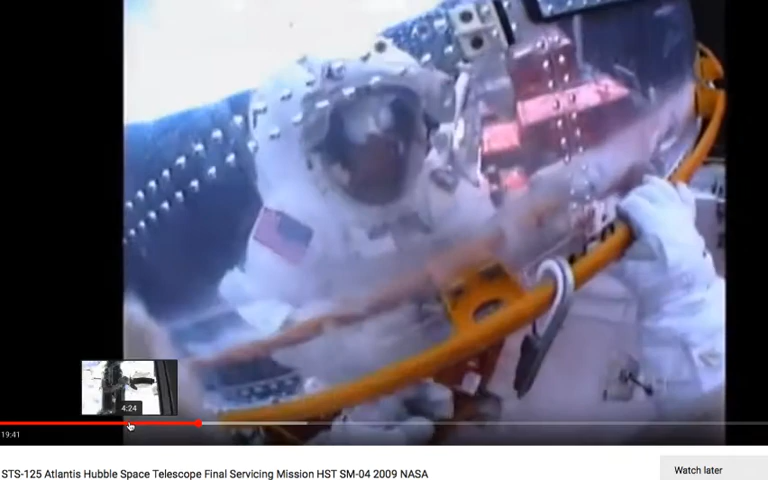 4:24
19:41
STS-125 Atlantis Hubble Space Telescope Final Servicing Mission HST SM-04 2009 NASA
Watch later